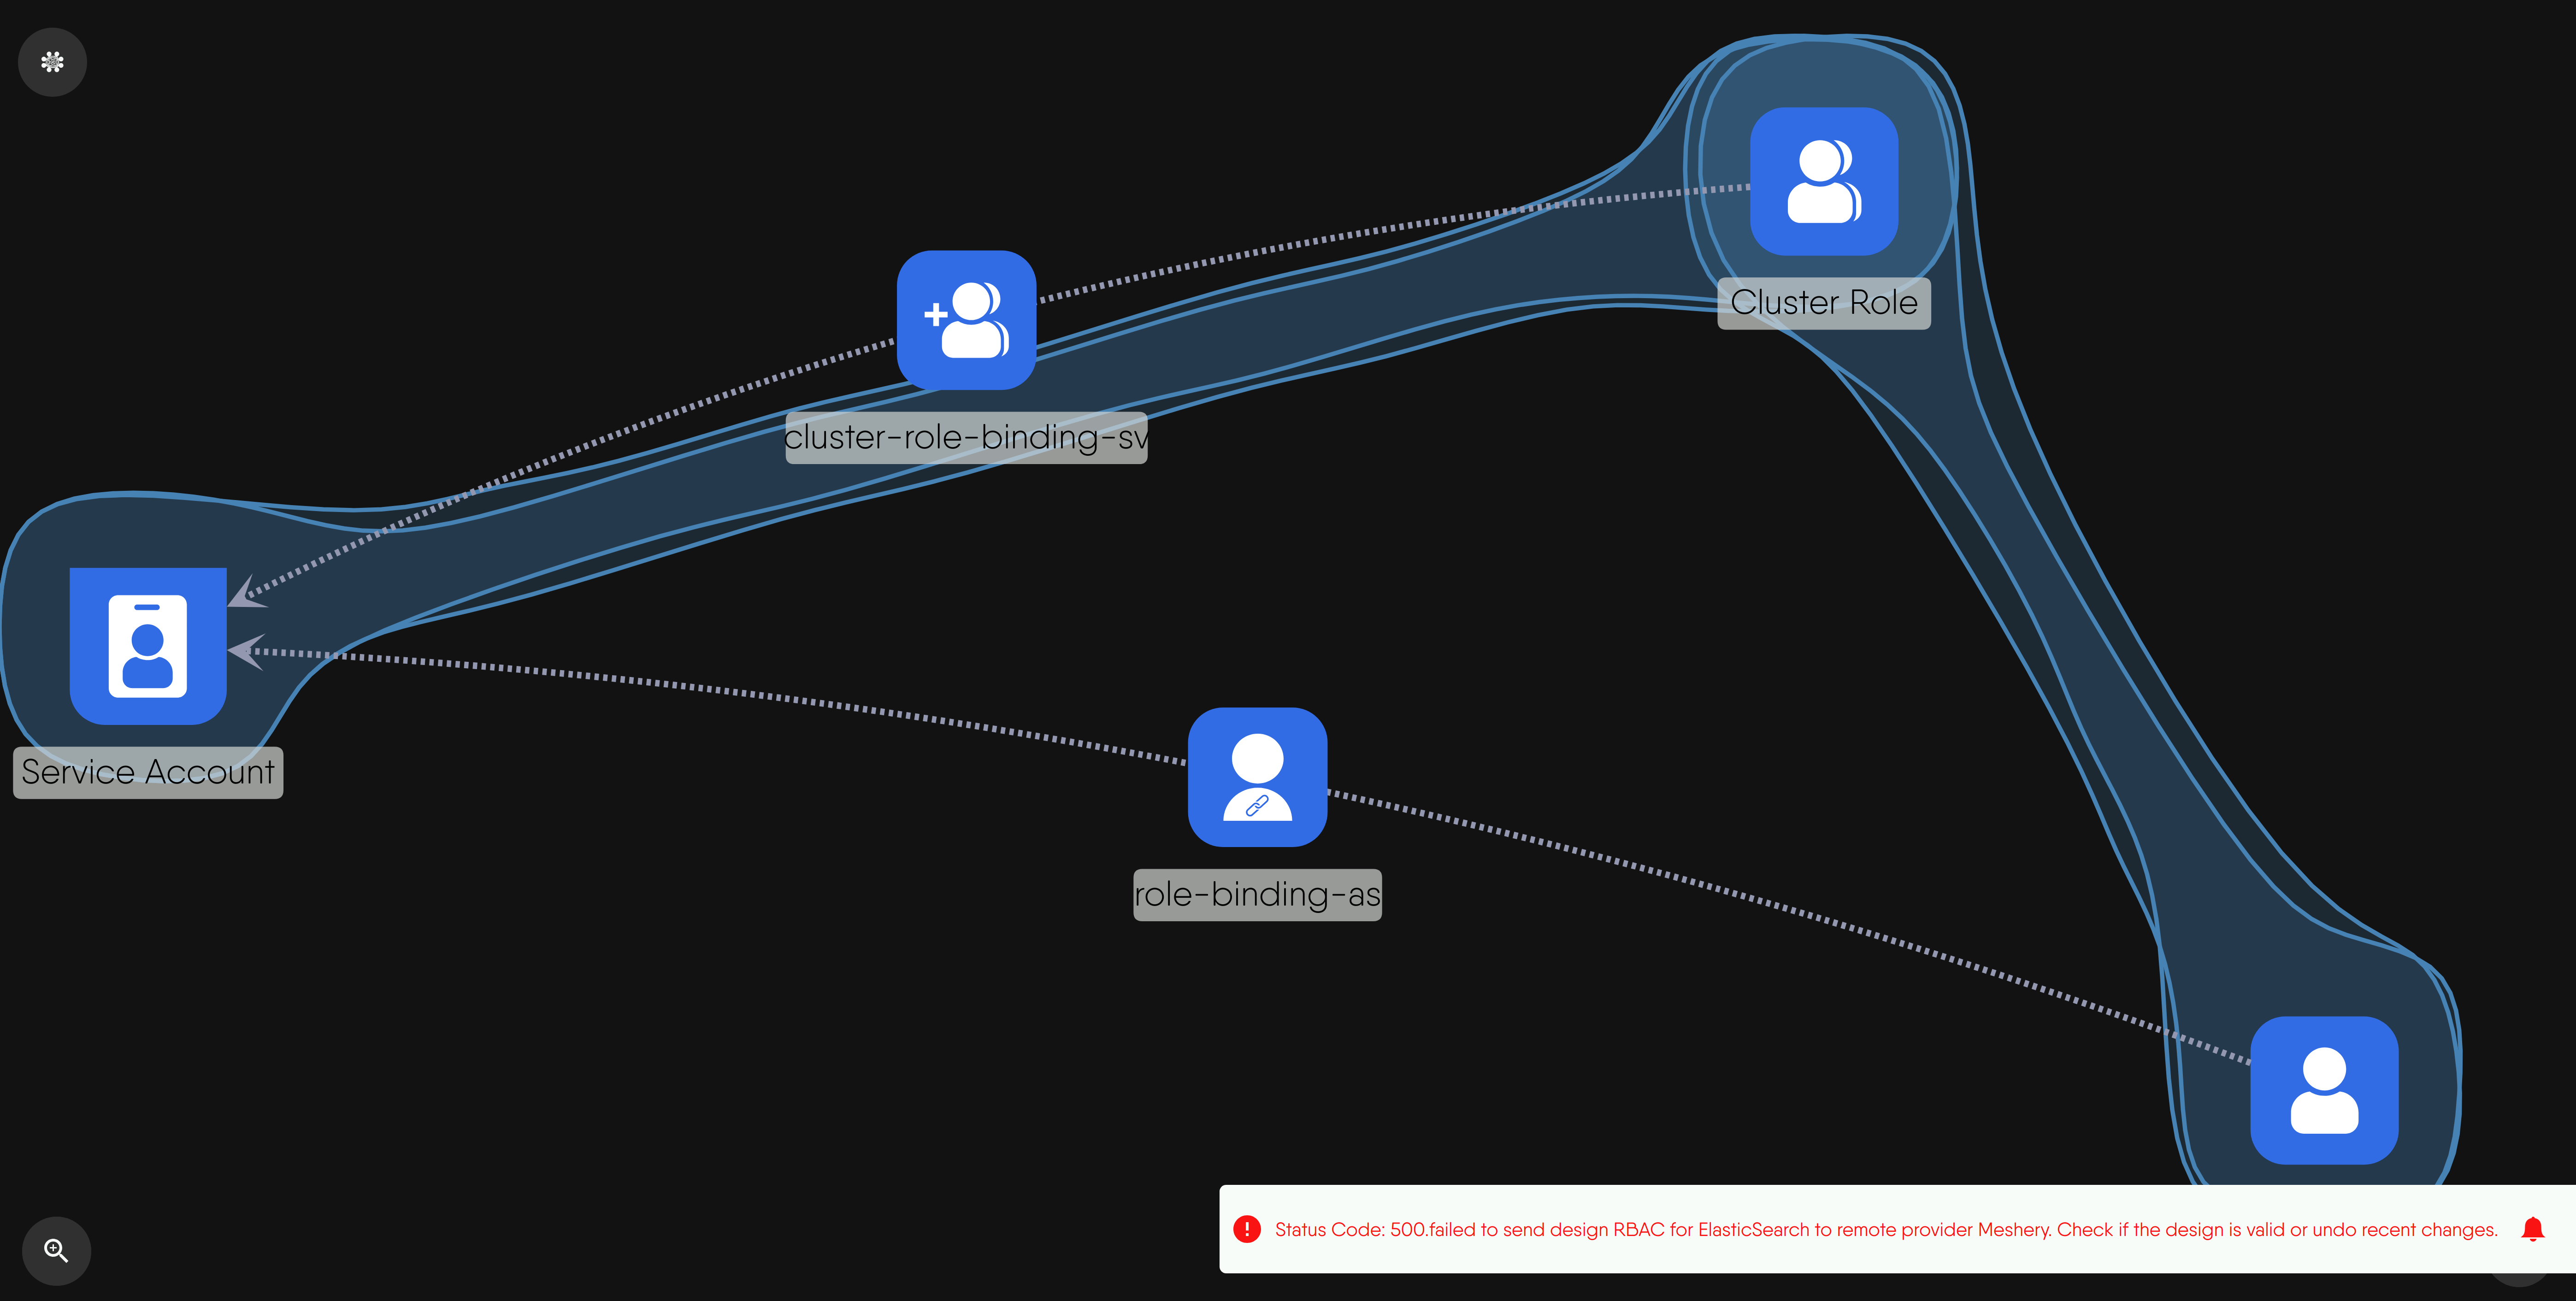 Cluster Role
cluster-role-binding-sv
Service Account
role-binding-as
Status Code: 500.failed to send design RBAC for ElasticSearch to remote provider Meshery. Check if the design is valid or undo recent changes.